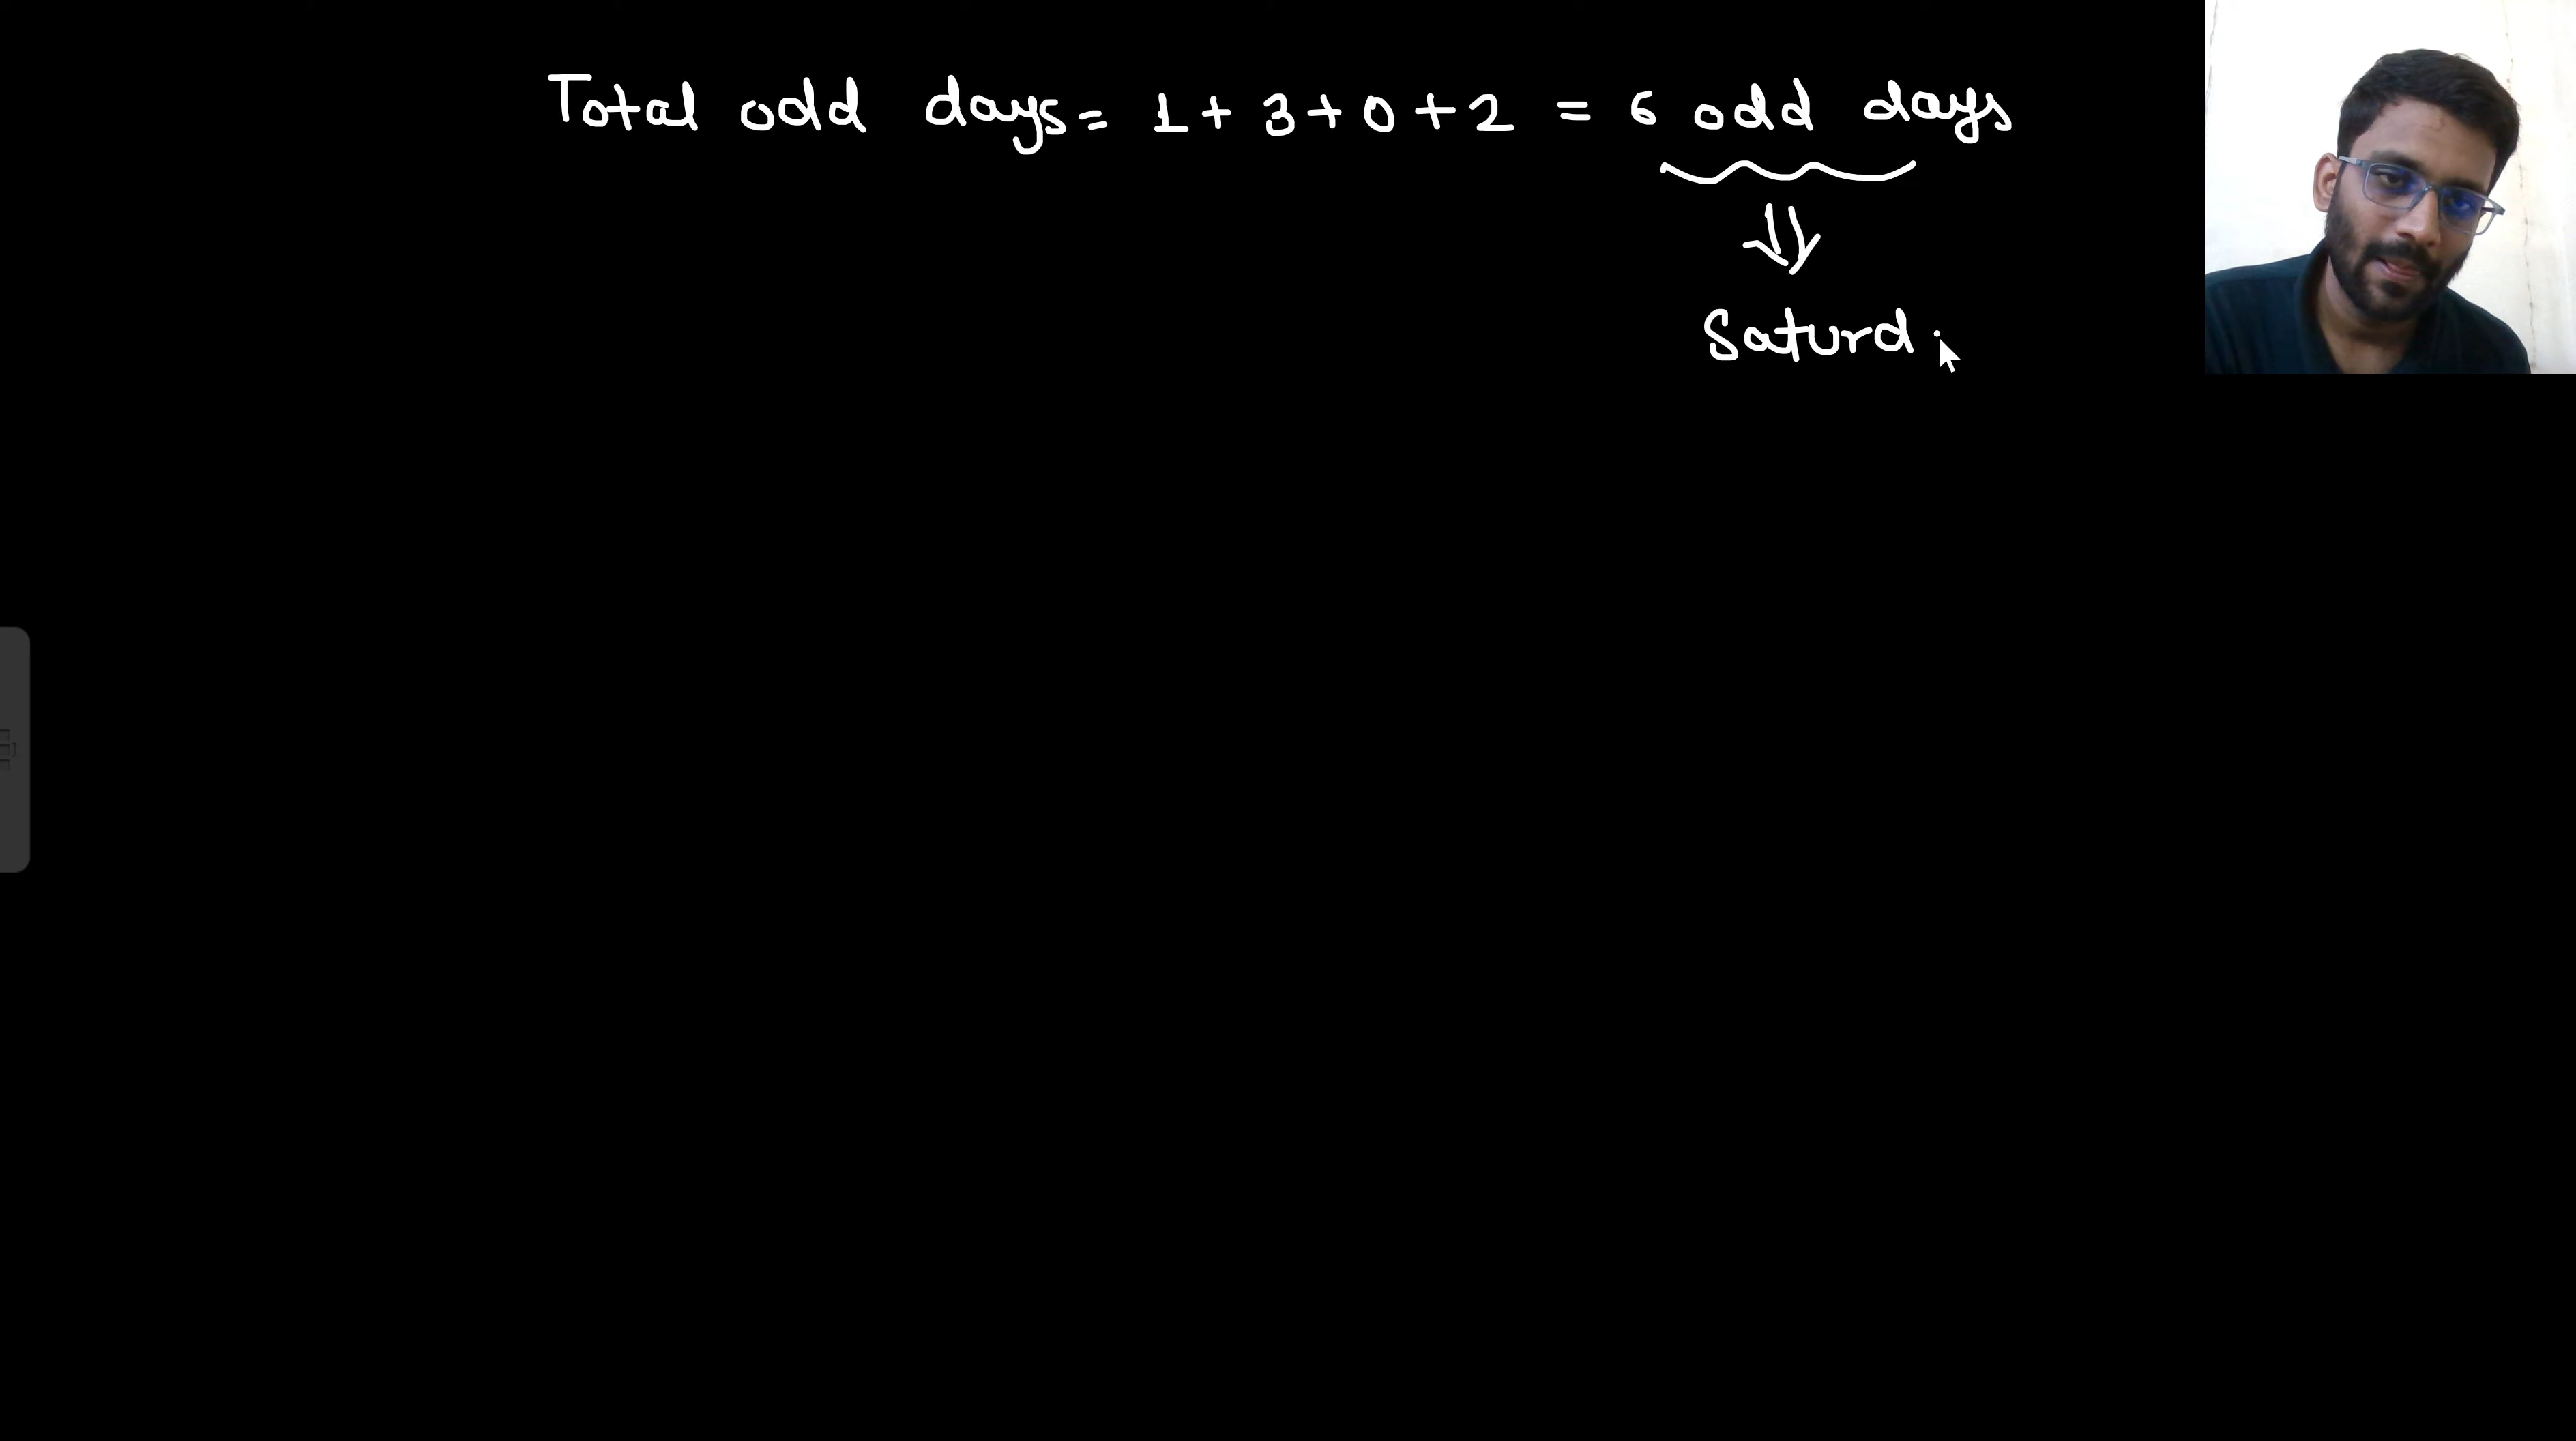 Total odd days = 1 + 3 + 0 + 2 = 6 odd days
Saturd